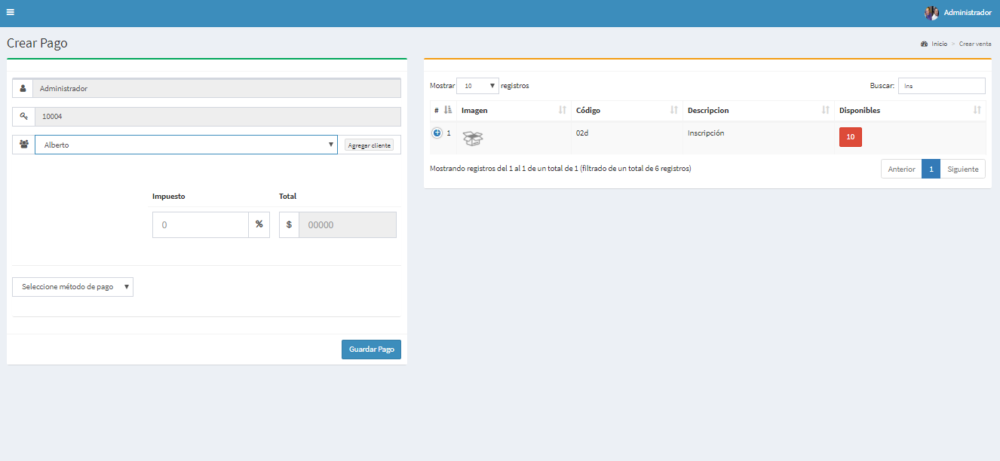 Administrador
Crear Pago
Inicio > Crear venta
Administrador
10004
Alberto
Agregar cliente
Impuesto Total
0 % $ 00000
Seleccione método de pago
Guardar Pago
Mostrar 10 registros Buscar: Ins
# Imagen Código Descripcion Disponibles
1 02d Inscripción 10
Mostrando registros del 1 al 1 de un total de 1 (filtrado de un total de 6 registros)
Anterior 1 Siguiente